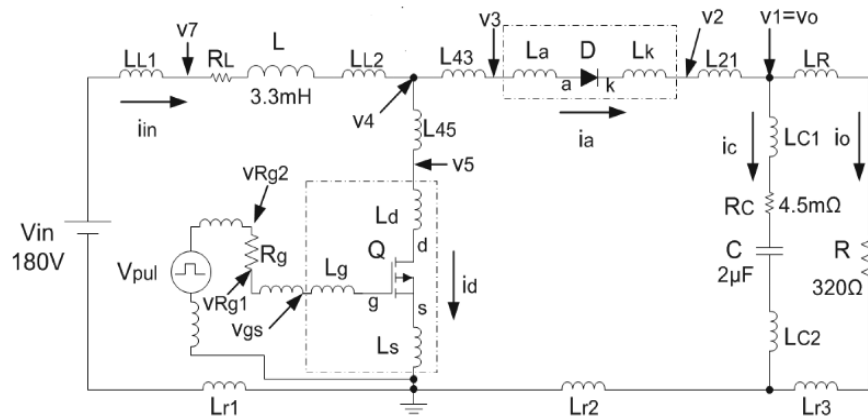 v7 v3 v2 v1=vo
LL1 RL L LL2 L43 La D Lk L21 LR
3.3mH a k
iin v4 ia
L45 LC1
ic io
vRg2 v5
Ld RC 4.5mΩ
Vin Rg Q d C R
180V Vpul Lg id 2µF
vRg1 g s 320Ω
vgs
Ls LC2
Lr1 Lr2 Lr3